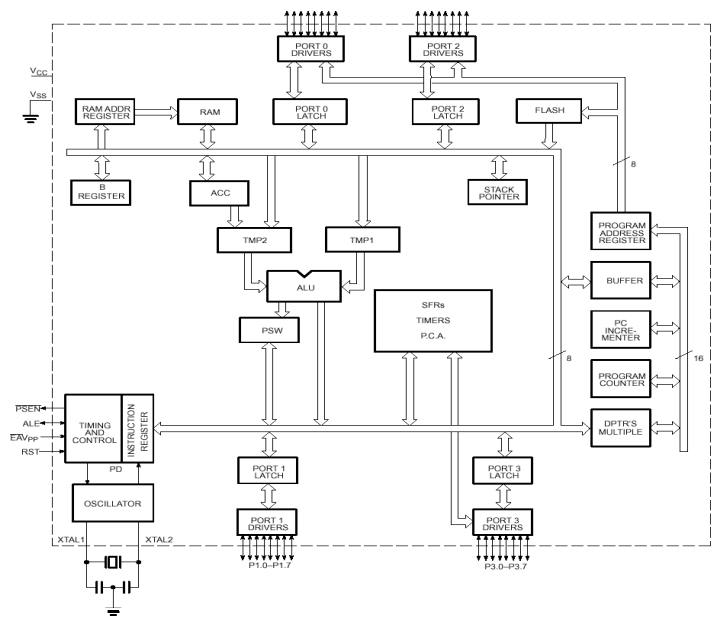 PORT 0
DRIVERS
PORT 2
DRIVERS
VCC
VSS
RAM ADDR
REGISTER
RAM
PORT 0
LATCH
PORT 2
LATCH
FLASH
8
B
REGISTER
ACC
STACK
POINTER
PROGRAM
ADDRESS
REGISTER
TMP2
TMP1
ALU
BUFFER
SFRs
TIMERS
P.C.A.
PSW
PC
INCRE-
MENTER
8
16
PROGRAM
COUNTER
PSEN
ALE
EAVPP
RST
TIMING
AND
CONTROL
INSTRUCTION
REGISTER
DPTR'S
MULTIPLE
PD
PORT 1
LATCH
PORT 3
LATCH
OSCILLATOR
PORT 1
DRIVERS
PORT 3
DRIVERS
XTAL1
XTAL2
P1.0–P1.7
P3.0–P3.7